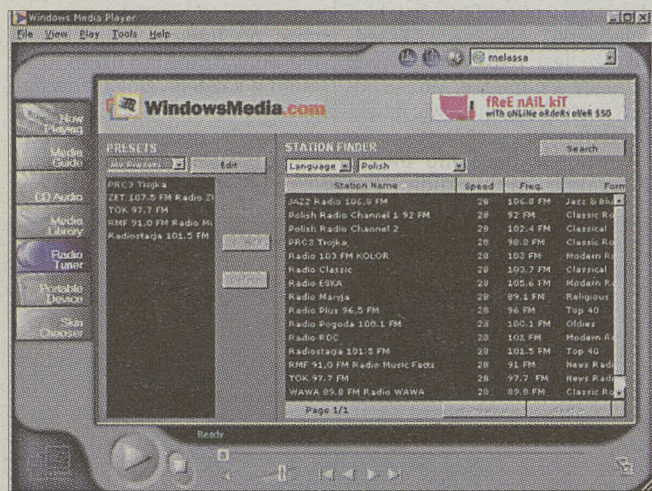 Windows Media Player
File View Play Tools Help
melassa
WindowsMedia.com
fReE nAiL kiT
wiTh oNLiNe oRdeRs oVeR $50
Now Playing
Media Guide
CD Audio
Media Library
Radio Tuner
Portable Device
Skin Chooser
PRESETS
My Presets Edit
PRC3 Trojka
ZET 107.5 FM Radio ZE
TOK 97.7 FM
RMF 91.0 FM Radio Mu
Radiostacja 101.5 FM
STATION FINDER
Search
Language Polish
Station Name Speed Freq. Form
JAZZ Radio 106.8 FM 28 106.8 FM Jazz & Blu
Polish Radio Channel 1 92 FM 28 92 FM Classic Ro
Polish Radio Channel 2 28 102.4 FM Classical
PRC3 Trojka 28 98.8 FM Classic Ro
Radio 103 FM KOLOR 28 103 FM Modern Ro
Radio Classic 28 103.7 FM Classical
Radio ESKA 28 105.6 FM Modern Ro
Radio Maryja 28 89.1 FM Religious
Radio Plus 96,5 FM 28 96 FM Top 40
Radio Pogoda 100.1 FM 28 100.1 FM Oldies
Radio RDC 28 101 FM Modern Ro
Radiostacja 101.5 FM 28 101.5 FM Top 40
RMF 91,0 FM Radio Music Facts 28 91 FM News Radi
TOK 97.7 FM 28 97.7 FM News Radi
WAWA 89.8 FM Radio WAWA 28 89.8 FM Classic Ro
Page 1/1
Ready